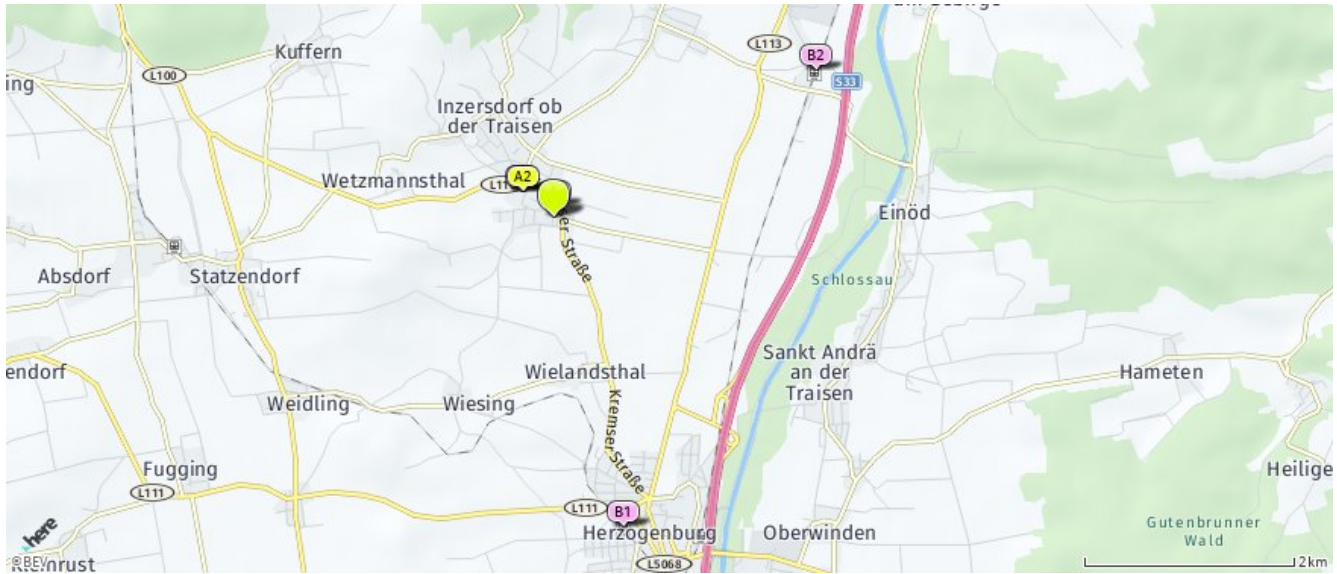 Kuffern
L100
L113
B2
S33
Inzersdorf ob
der Traisen
Wetzmannsthal
A2
er Straße
Einöd
Absdorf
Statzendorf
Schlossau
Sankt Andrä
an der
Traisen
endorf
Wielandsthal
Hameten
Weidling
Wiesing
Kremser Straße
Fugging
L111
L111
B1
Herzogenburg
Oberwinden
Heilige
Gutenbrunner
Wald
here
©BEV
L5068
2km